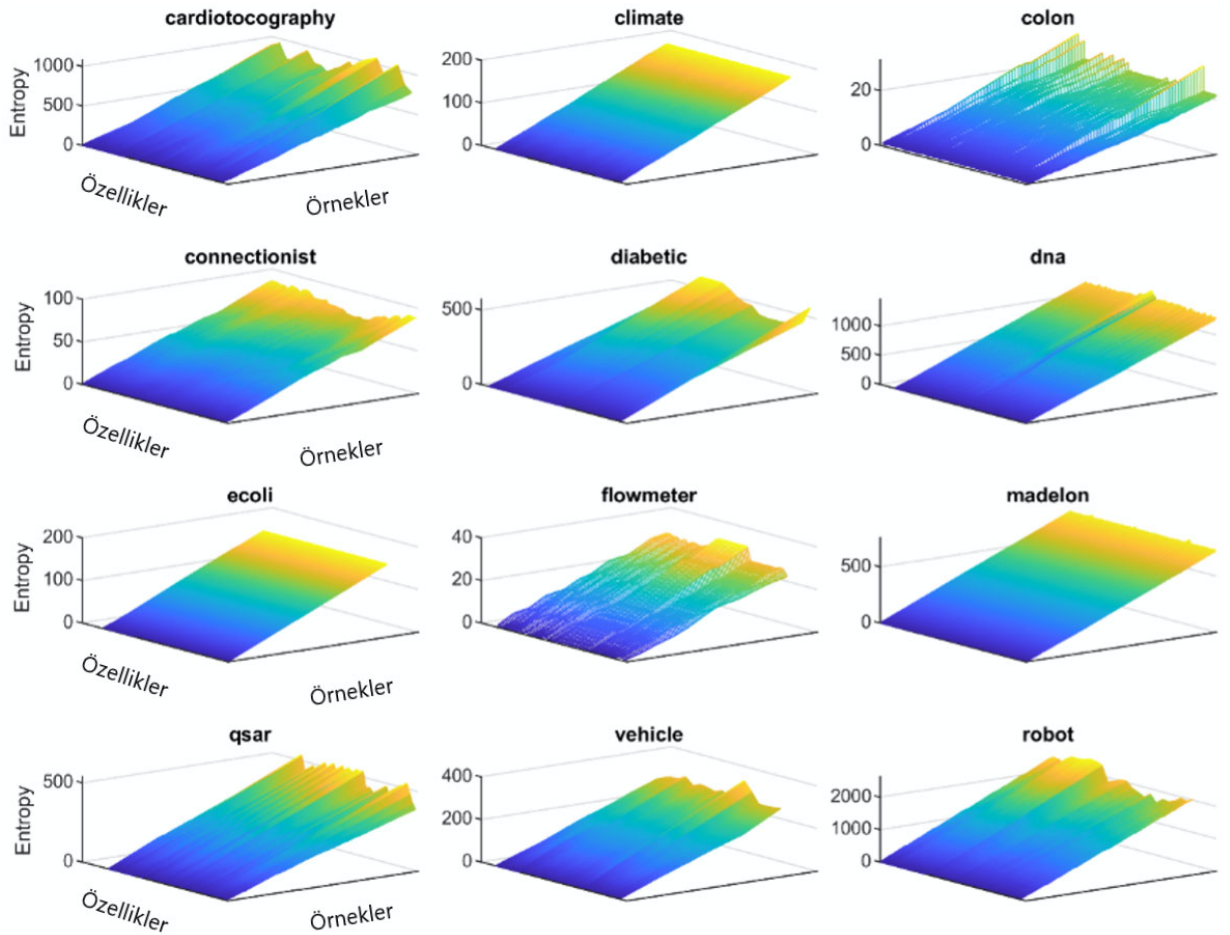 cardiotocography
climate
colon
1000
500
0
Entropy
Özellikler
Örnekler
200
100
0
20
0
connectionist
diabetic
dna
100
50
0
Entropy
Özellikler
Örnekler
500
0
1000
500
0
ecoli
flowmeter
madelon
200
100
0
Entropy
Özellikler
Örnekler
40
20
0
500
0
qsar
vehicle
robot
500
0
Entropy
Özellikler
Örnekler
400
200
0
2000
1000
0